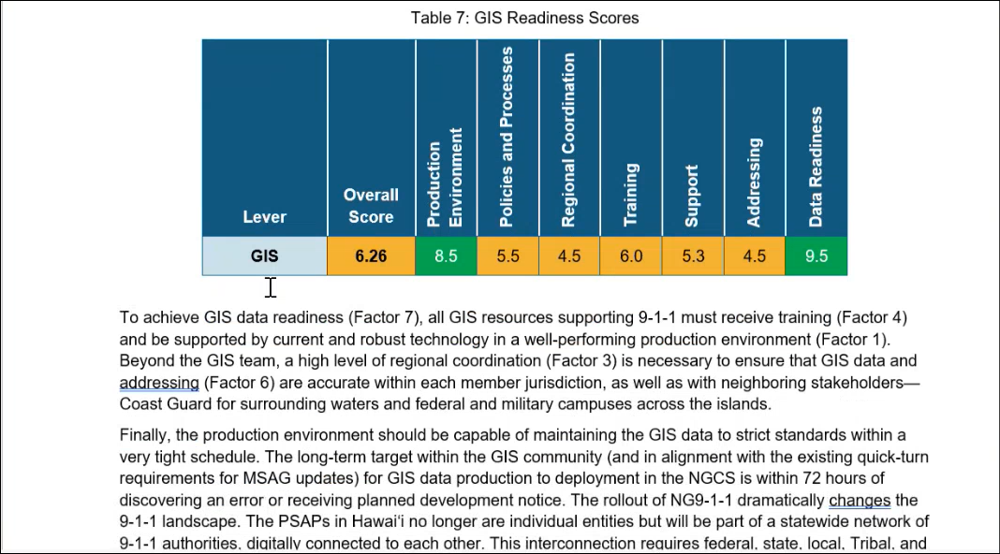 Table 7: GIS Readiness Scores
Lever
Overall
Score
Production
Environment
Policies and Processes
Regional Coordination
Training
Support
Addressing
Data Readiness
GIS 6.26 8.5 5.5 4.5 6.0 5.3 4.5 9.5
To achieve GIS data readiness (Factor 7), all GIS resources supporting 9-1-1 must receive training (Factor 4)
and be supported by current and robust technology in a well-performing production environment (Factor 1).
Beyond the GIS team, a high level of regional coordination (Factor 3) is necessary to ensure that GIS data and
addressing (Factor 6) are accurate within each member jurisdiction, as well as with neighboring stakeholders—
Coast Guard for surrounding waters and federal and military campuses across the islands.
Finally, the production environment should be capable of maintaining the GIS data to strict standards within a
very tight schedule. The long-term target within the GIS community (and in alignment with the existing quick-turn
requirements for MSAG updates) for GIS data production to deployment in the NGCS is within 72 hours of
discovering an error or receiving planned development notice. The rollout of NG9-1-1 dramatically changes the
9-1-1 landscape. The PSAPs in Hawaiʻi no longer are individual entities but will be part of a statewide network of
9-1-1 authorities, digitally connected to each other. This interconnection requires federal, state, local, Tribal, and